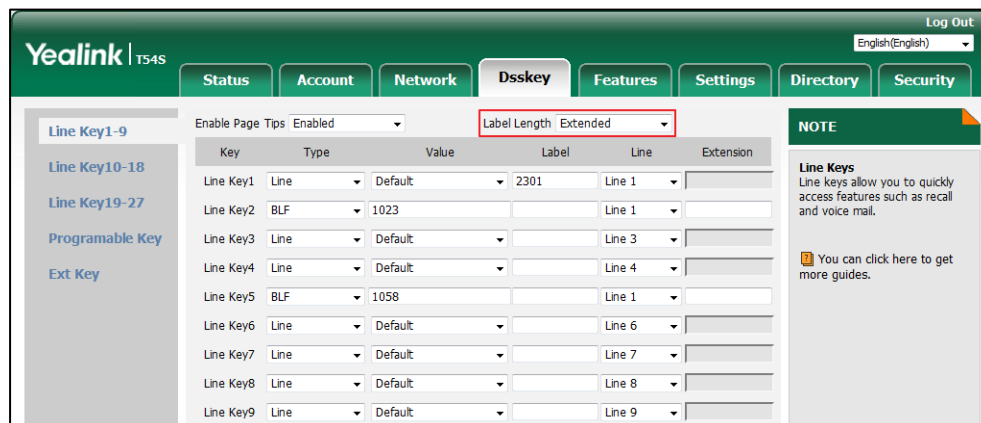 Log Out
Yealink T54S
English(English)
Status Account Network Dsskey Features Settings Directory Security
Line Key1-9
Line Key10-18
Line Key19-27
Programable Key
Ext Key
Enable Page Tips Enabled Label Length Extended
Key Type Value Label Line Extension
Line Key1 Line Default 2301 Line 1
Line Key2 BLF 1023 Line 1
Line Key3 Line Default Line 3
Line Key4 Line Default Line 4
Line Key5 BLF 1058 Line 1
Line Key6 Line Default Line 6
Line Key7 Line Default Line 7
Line Key8 Line Default Line 8
Line Key9 Line Default Line 9
NOTE
Line Keys
Line keys allow you to quickly
access features such as recall
and voice mail.
You can click here to get
more guides.